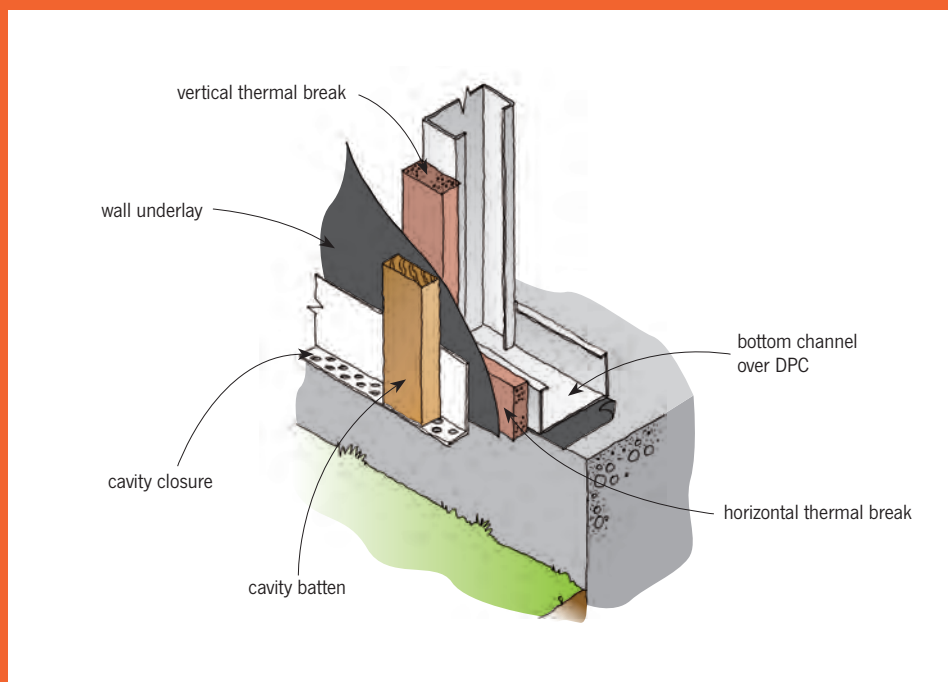 vertical thermal break
wall underlay
bottom channel
over DPC
cavity closure
horizontal thermal break
cavity batten